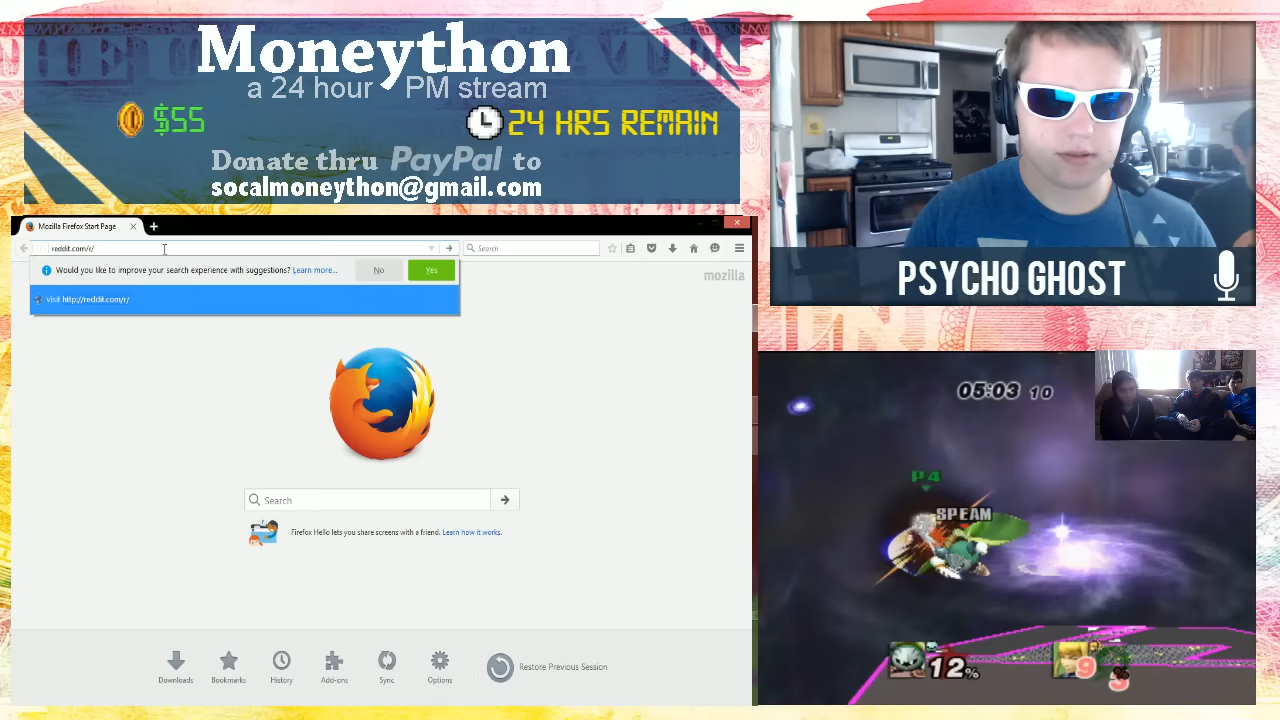 Moneython
a 24 hour PM stream
$55
24 HRS REMAIN
Donate thru PayPal to
socalmoneython@gmail.com
Mozilla Firefox Start Page
reddit.com/r/
Search
Would you like to improve your search experience with suggestions? Learn more...
No
Yes
Visit http://reddit.com/r/
mozilla
Search
Firefox Hello lets you share screens with a friend. Learn how it works.
Downloads
Bookmarks
History
Add-ons
Sync
Options
Restore Previous Session
PSYCHO GHOST
05:03 10
P4
SPEAM
12%